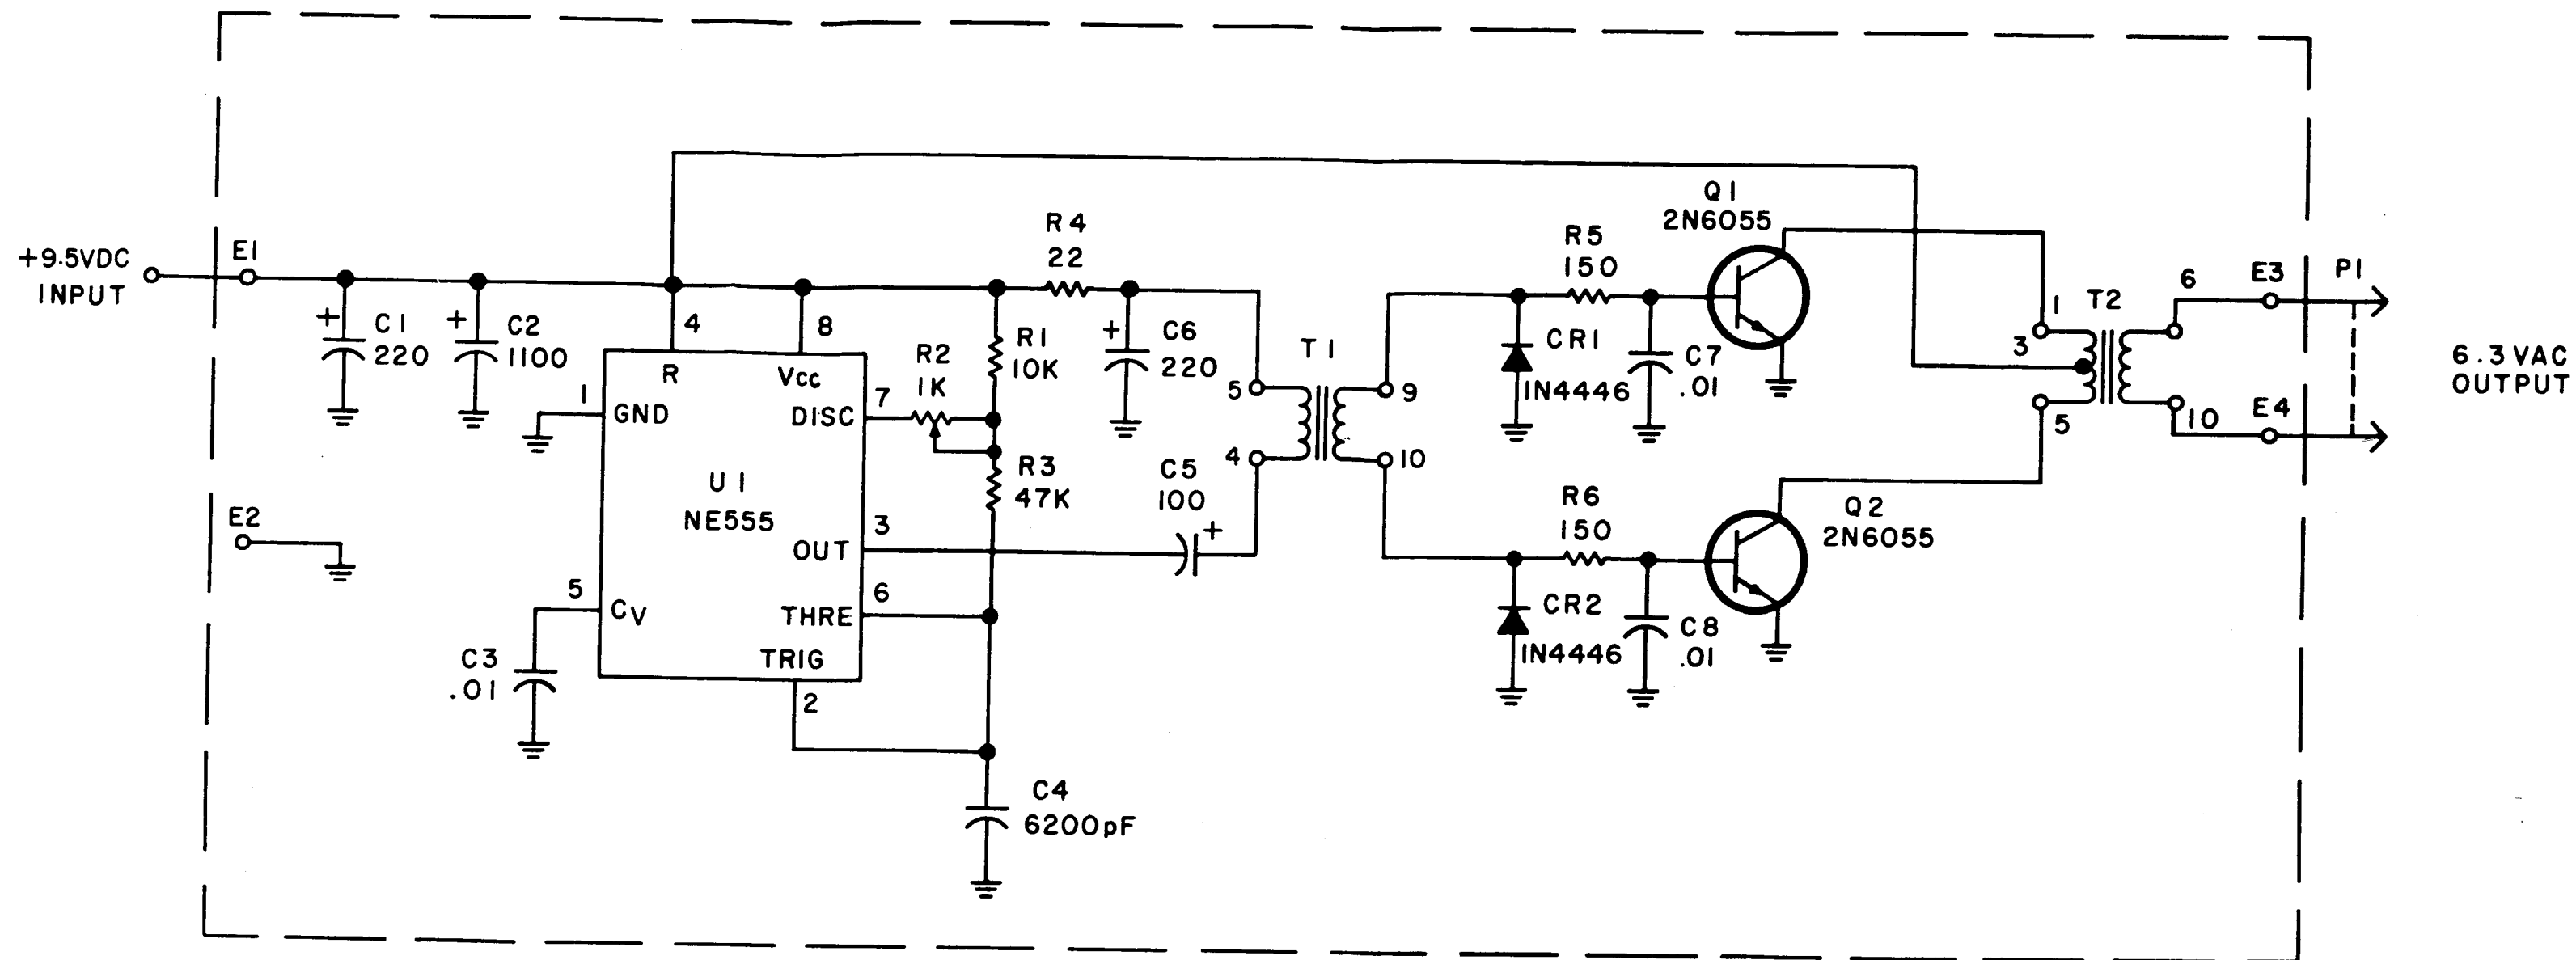 +9.5VDC
INPUT
E1
E2
C1
220
C2
1100
4
8
R
Vcc
1
GND
7
DISC
U1
NE555
3
OUT
5
CV
6
THRE
TRIG
2
C3
.01
R2
1K
R1
10K
R3
47K
R4
22
C6
220
C5
100
C4
6200pF
T1
5
4
9
10
R5
150
CR1
1N4446
C7
.01
Q1
2N6055
R6
150
CR2
1N4446
C8
.01
Q2
2N6055
1
3
5
T2
6
10
E3
E4
P1
6.3VAC
OUTPUT